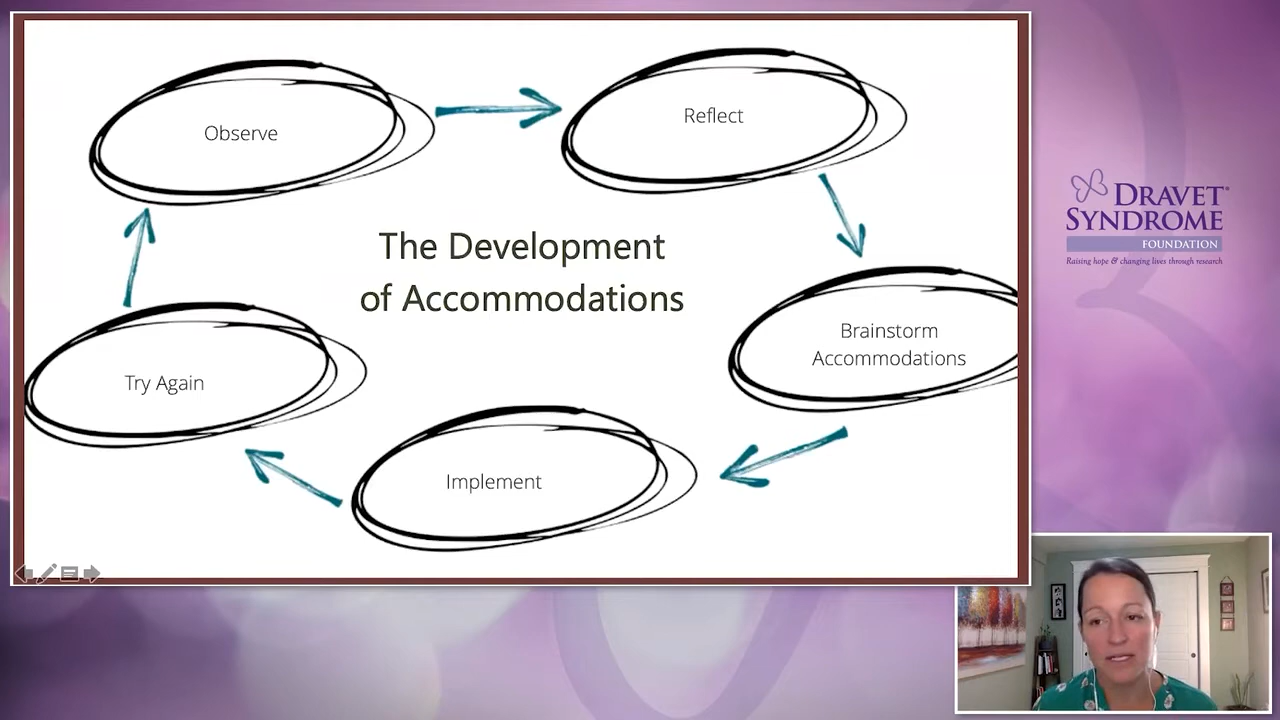 Observe
Reflect
The Development
of Accommodations
Brainstorm
Accommodations
Try Again
Implement
DRAVET
SYNDROME
FOUNDATION
Raising hope & changing lives through research